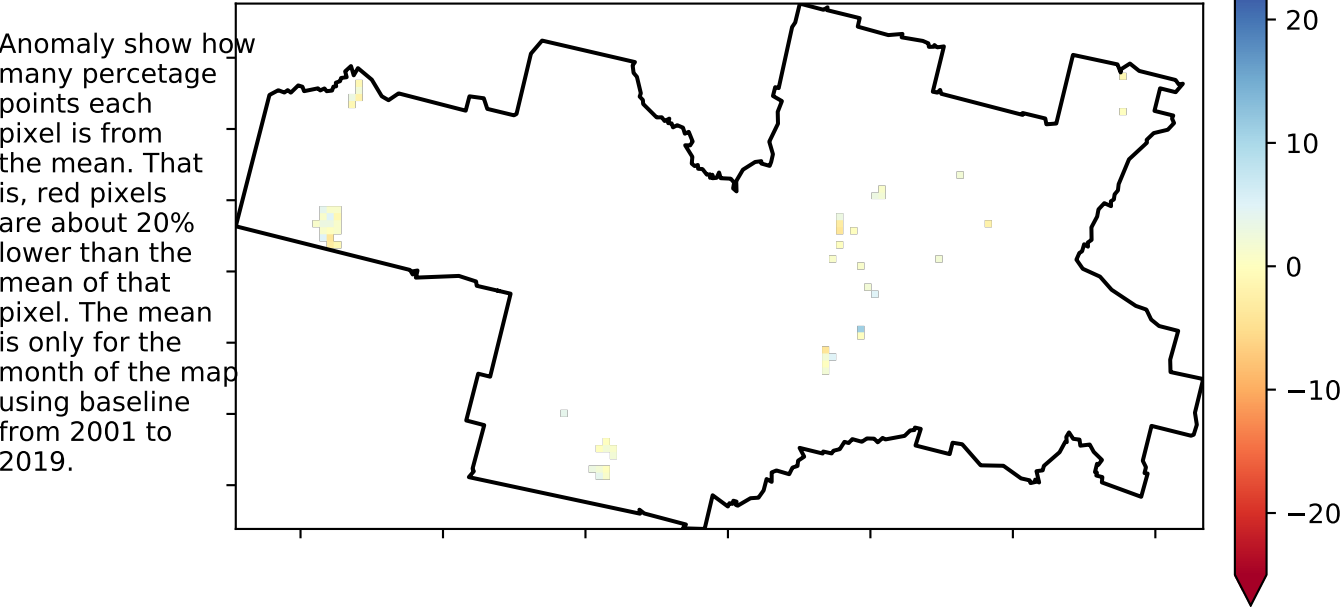 Anomaly show how
many percetage
points each
pixel is from
the mean. That
is, red pixels
are about 20%
lower than the
mean of that
pixel. The mean
is only for the
month of the map
using baseline
from 2001 to
2019.
20
10
0
−10
−20